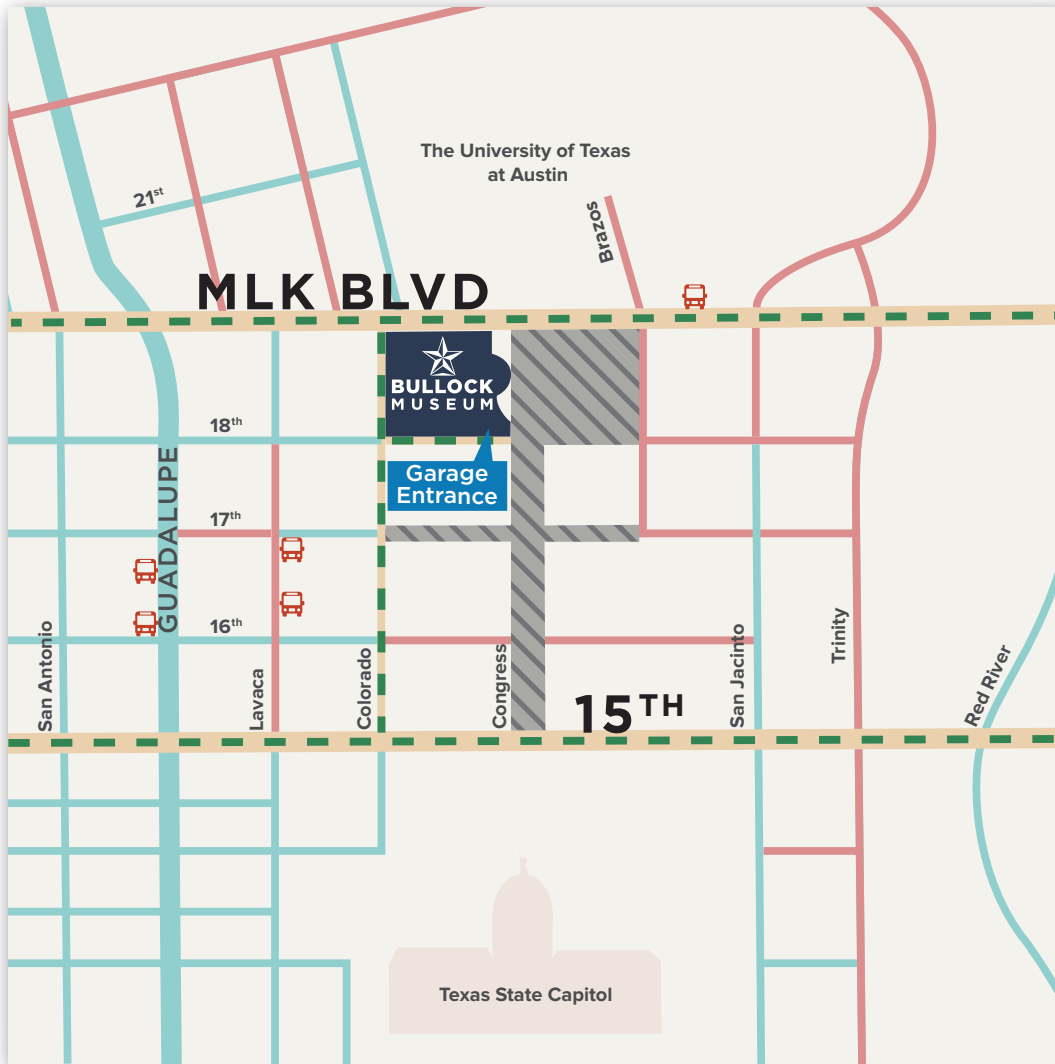 The University of Texas
at Austin
21st
Brazos
MLK BLVD
BULLOCK
MUSEUM
18th
Garage
Entrance
GUADALUPE
17th
16th
San Antonio
Lavaca
Colorado
Congress
15TH
San Jacinto
Trinity
Red River
Texas State Capitol